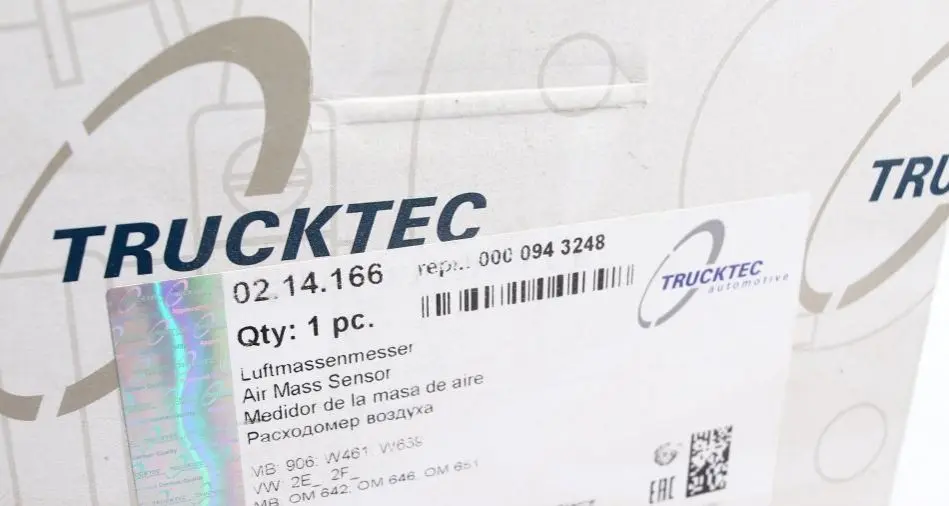 TRUCKTEC
TRU
02.14.166 repl.: 000 094 3248
TRUCKTEC
automotive
Qty: 1 pc.
Luftmassenmesser
Air Mass Sensor
Medidor de la masa de aire
Расходомер воздуха
MB: 906; W461; W639
VW: 2E_ 2F_
MB: OM 642; OM 646; OM 651
EAC